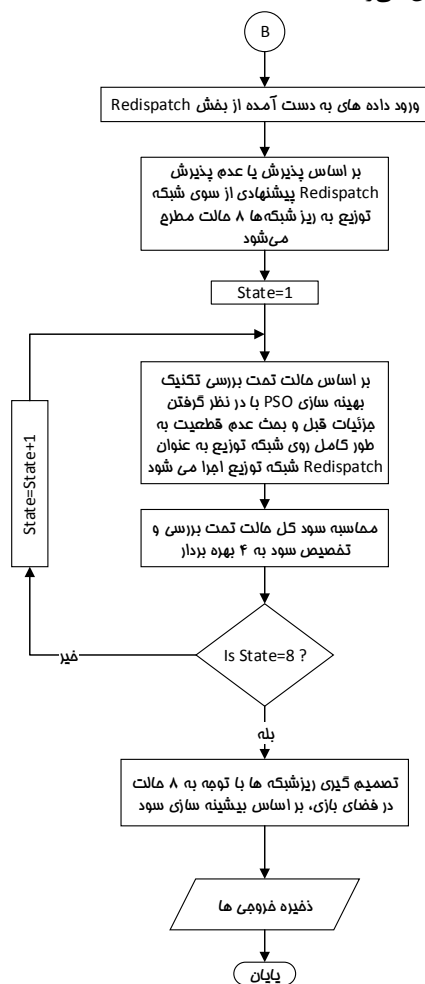 B
ورود داده های به دست آمده از بخش Redispatch
بر اساس پذیرش یا عدم پذیرش
Redispatch پیشنهادی از سوی شبکه
توزیع به ریز شبکه‌ها ۸ حالت مطرح
می‌شود
State=1
بر اساس حالت تحت بررسی تکنیک
بهینه سازی PSO با در نظر گرفتن
جزئیات قبل و بحث عدم قطعیت به
طور کامل روی شبکه توزیع به عنوان
Redispatch شبکه توزیع اجرا می شود
State=State+1
محاسبه سود کل حالت تحت بررسی و
تخصیص سود به ۴ بهره بردار
Is State=8 ?
خیر
بله
تصمیم گیری ریزشبکه ها با توجه به ۸ حالت
در فضای بازی، بر اساس بیشینه سازی سود
ذخیره خروجی ها
پایان